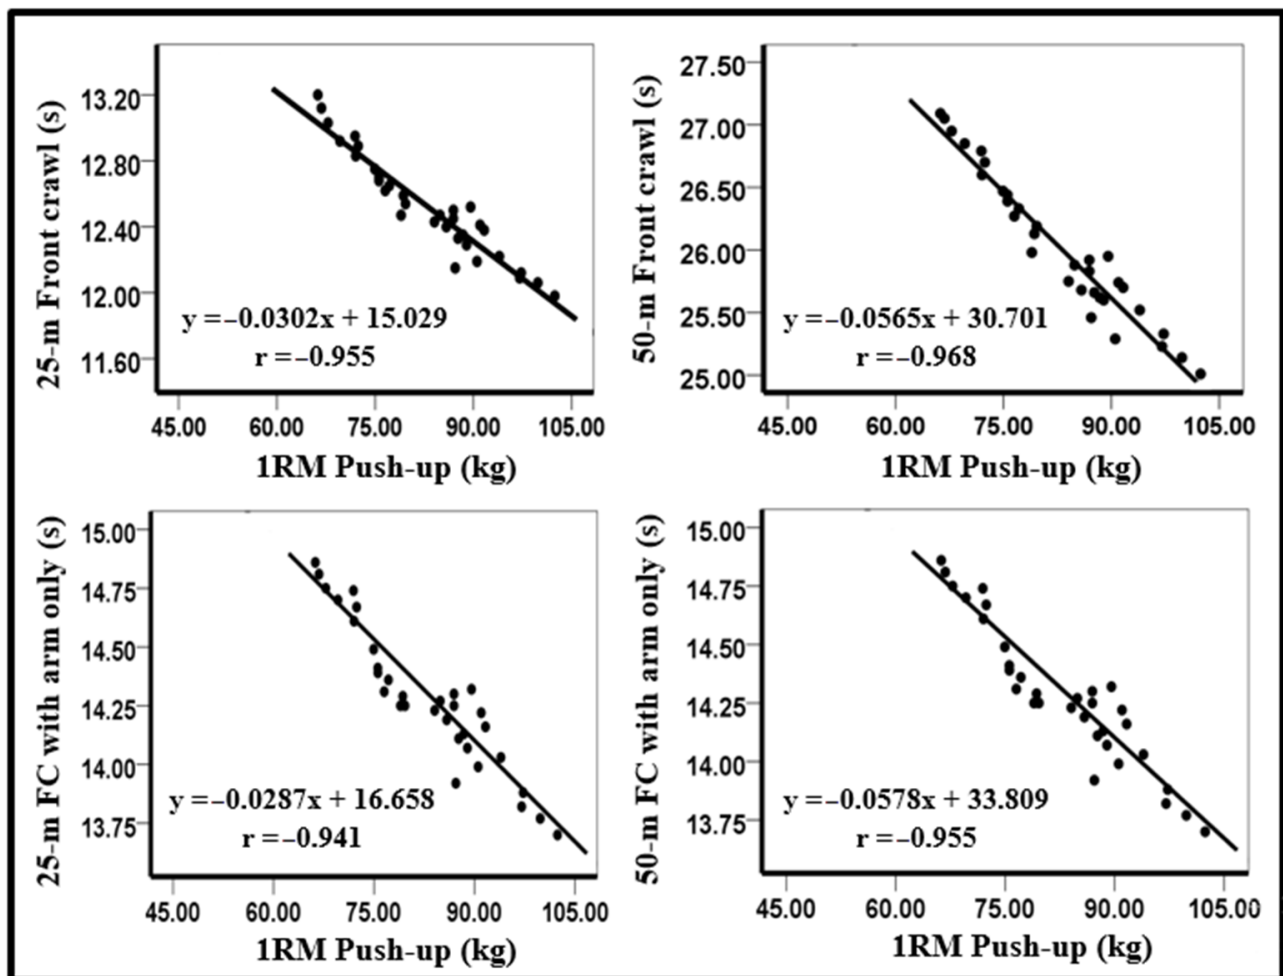 25-m Front crawl (s)
13.20
12.80
12.40
12.00
11.60
y =−0.0302x + 15.029
r =−0.955
45.00 60.00 75.00 90.00 105.00
1RM Push-up (kg)
50-m Front crawl (s)
27.50
27.00
26.50
26.00
25.50
25.00
y =−0.0565x + 30.701
r =−0.968
45.00 60.00 75.00 90.00 105.00
1RM Push-up (kg)
25-m FC with arm only (s)
15.00
14.75
14.50
14.25
14.00
13.75
y =−0.0287x + 16.658
r =−0.941
45.00 60.00 75.00 90.00 105.00
1RM Push-up (kg)
50-m FC with arm only (s)
15.00
14.75
14.50
14.25
14.00
13.75
y =−0.0578x + 33.809
r =−0.955
45.00 60.00 75.00 90.00 105.00
1RM Push-up (kg)